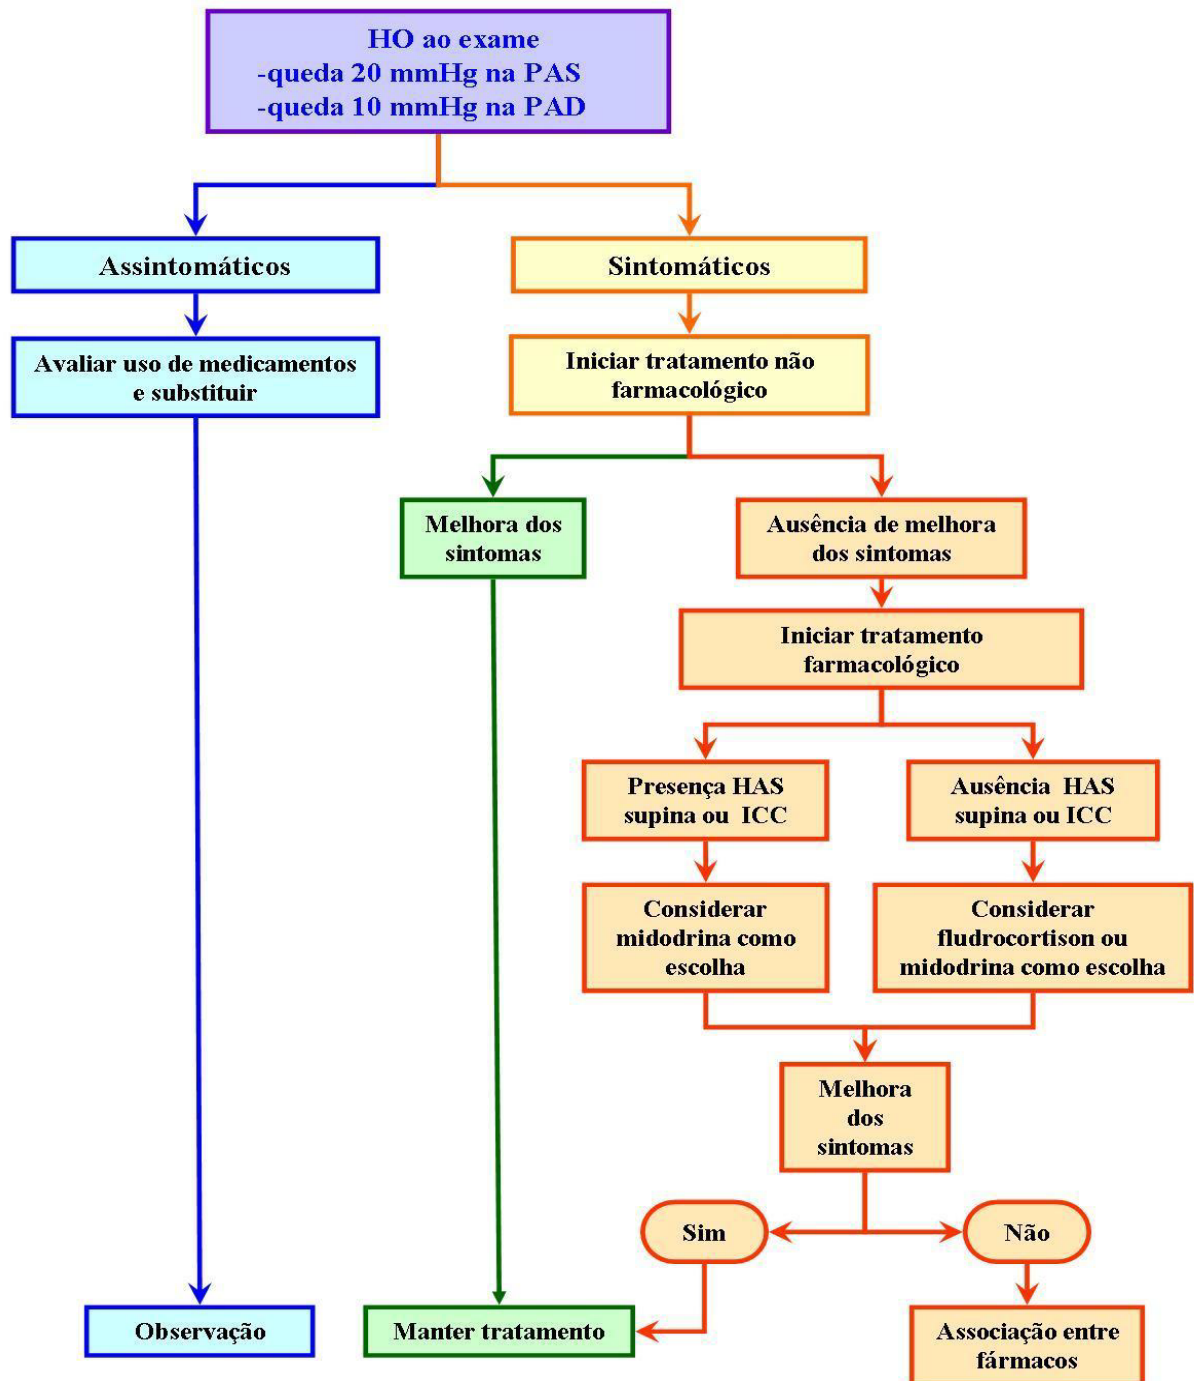 HO ao exame
-queda 20 mmHg na PAS
-queda 10 mmHg na PAD
Assintomáticos
Sintomáticos
Avaliar uso de medicamentos
e substituir
Iniciar tratamento não
farmacológico
Melhora dos
sintomas
Ausência de melhora
dos sintomas
Iniciar tratamento
farmacológico
Presença HAS
supina ou ICC
Ausência HAS
supina ou ICC
Considerar
midodrina como
escolha
Considerar
fludrocortison ou
midodrina como escolha
Melhora
dos
sintomas
Sim
Não
Observação
Manter tratamento
Associação entre
fármacos